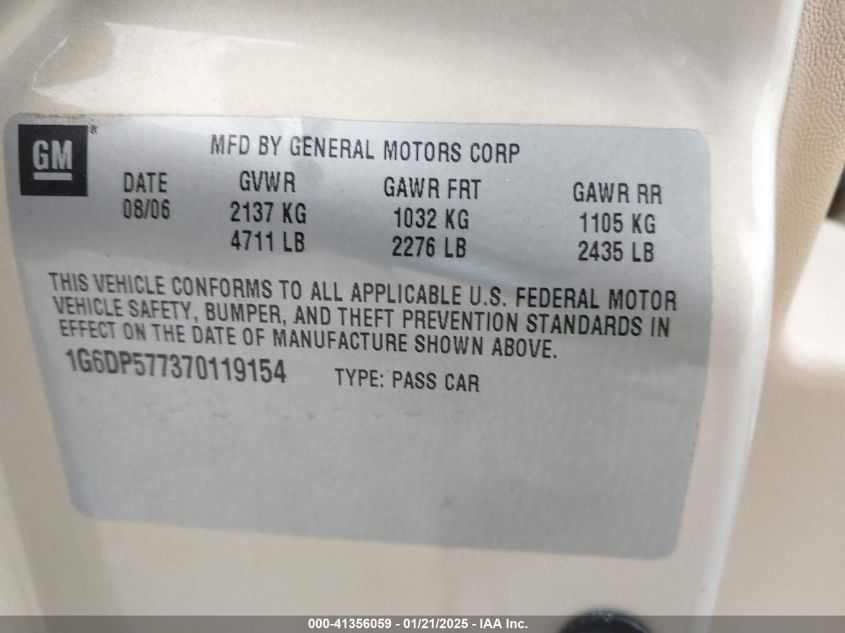 GM®
MFD BY GENERAL MOTORS CORP
DATE GVWR GAWR FRT GAWR RR
08/06 2137 KG 1032 KG 1105 KG
4711 LB 2276 LB 2435 LB
THIS VEHICLE CONFORMS TO ALL APPLICABLE U.S. FEDERAL MOTOR
VEHICLE SAFETY, BUMPER, AND THEFT PREVENTION STANDARDS IN
EFFECT ON THE DATE OF MANUFACTURE SHOWN ABOVE.
1G6DP577370119154 TYPE: PASS CAR
000-41356059 - 01/21/2025 - IAA Inc.